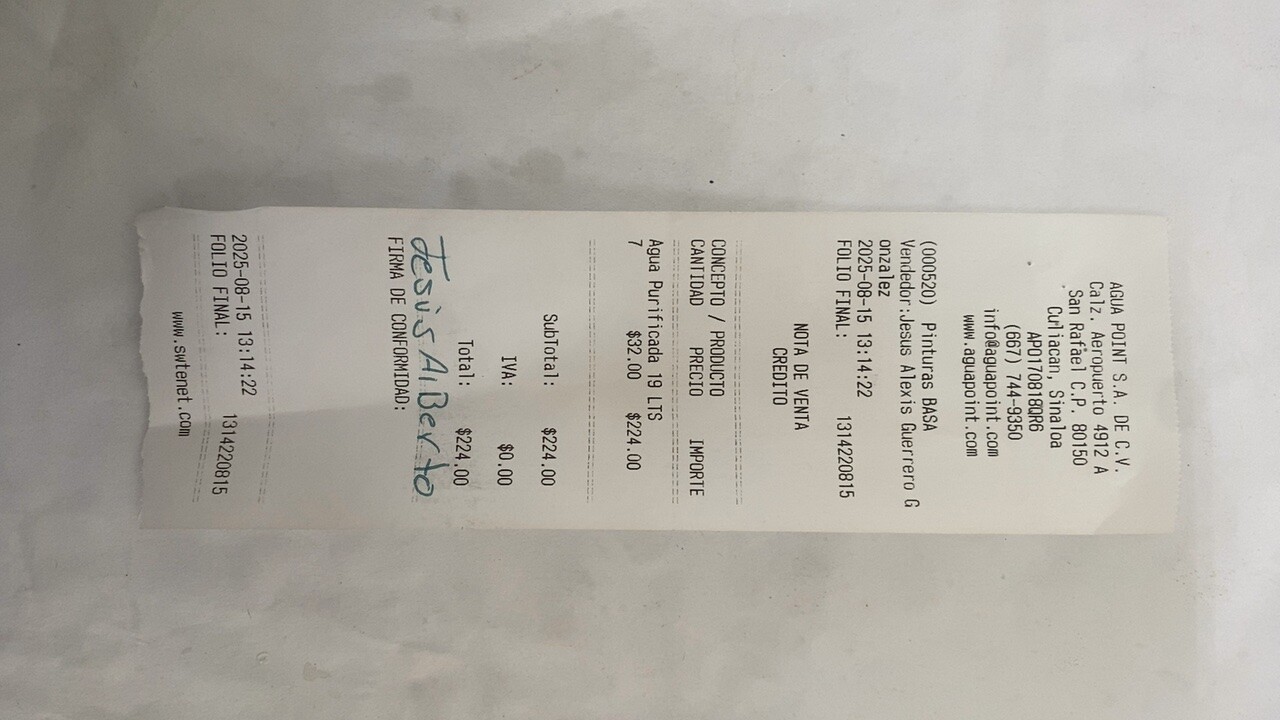 AGUA POINT S.A. DE C.V.
Calz. Aeropuerto 4912 A
San Rafael C.P. 80150
Culiacan, Sinaloa
APO170818QR6
(667) 744-9350
info@aguapoint.com
www.aguapoint.com
(000520) Pinturas BASA
Vendedor:Jesus Alexis Guerrero G
onzalez
2025-08-15 13:14:22
FOLIO FINAL: 1314220815
NOTA DE VENTA
CREDITO
CONCEPTO / PRODUCTO
CANTIDAD PRECIO IMPORTE
Agua Purificada 19 LTS
7 $32.00 $224.00
SubTotal: $224.00
IVA: $0.00
Total: $224.00
Jesús AlBerto
FIRMA DE CONFORMIDAD:
2025-08-15 13:14:22
FOLIO FINAL: 1314220815
www.swtenet.com